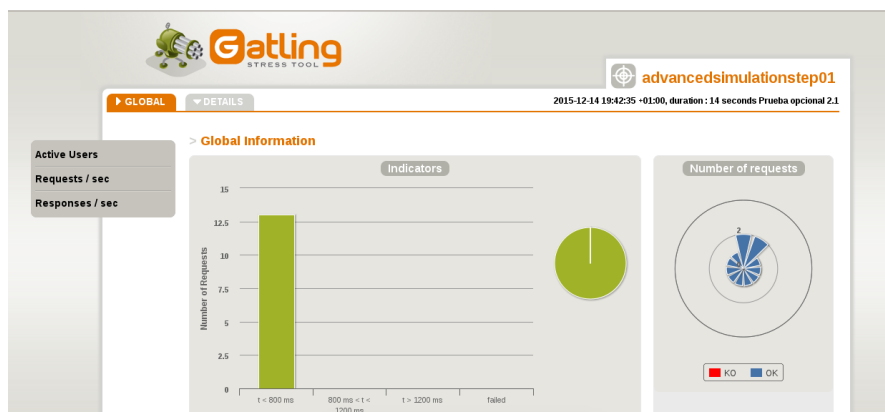 Gatling
STRESS TOOL
advancedsimulationstep01
GLOBAL
DETAILS
2015-12-14 19:42:35 +01:00, duration : 14 seconds Prueba opcional 2.1
> Global Information
Active Users
Requests / sec
Responses / sec
Indicators
Number of Requests
15
12.5
10
7.5
5
2.5
0
t < 800 ms
800 ms < t <
1200 ms
t > 1200 ms
failed
Number of requests
2
KO
OK